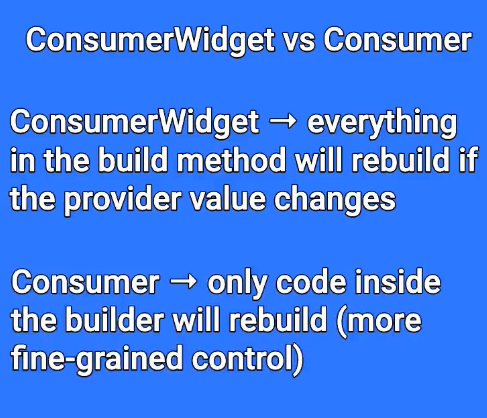 ConsumerWidget vs Consumer
ConsumerWidget → everything
in the build method will rebuild if
the provider value changes
Consumer → only code inside
the builder will rebuild (more
fine-grained control)